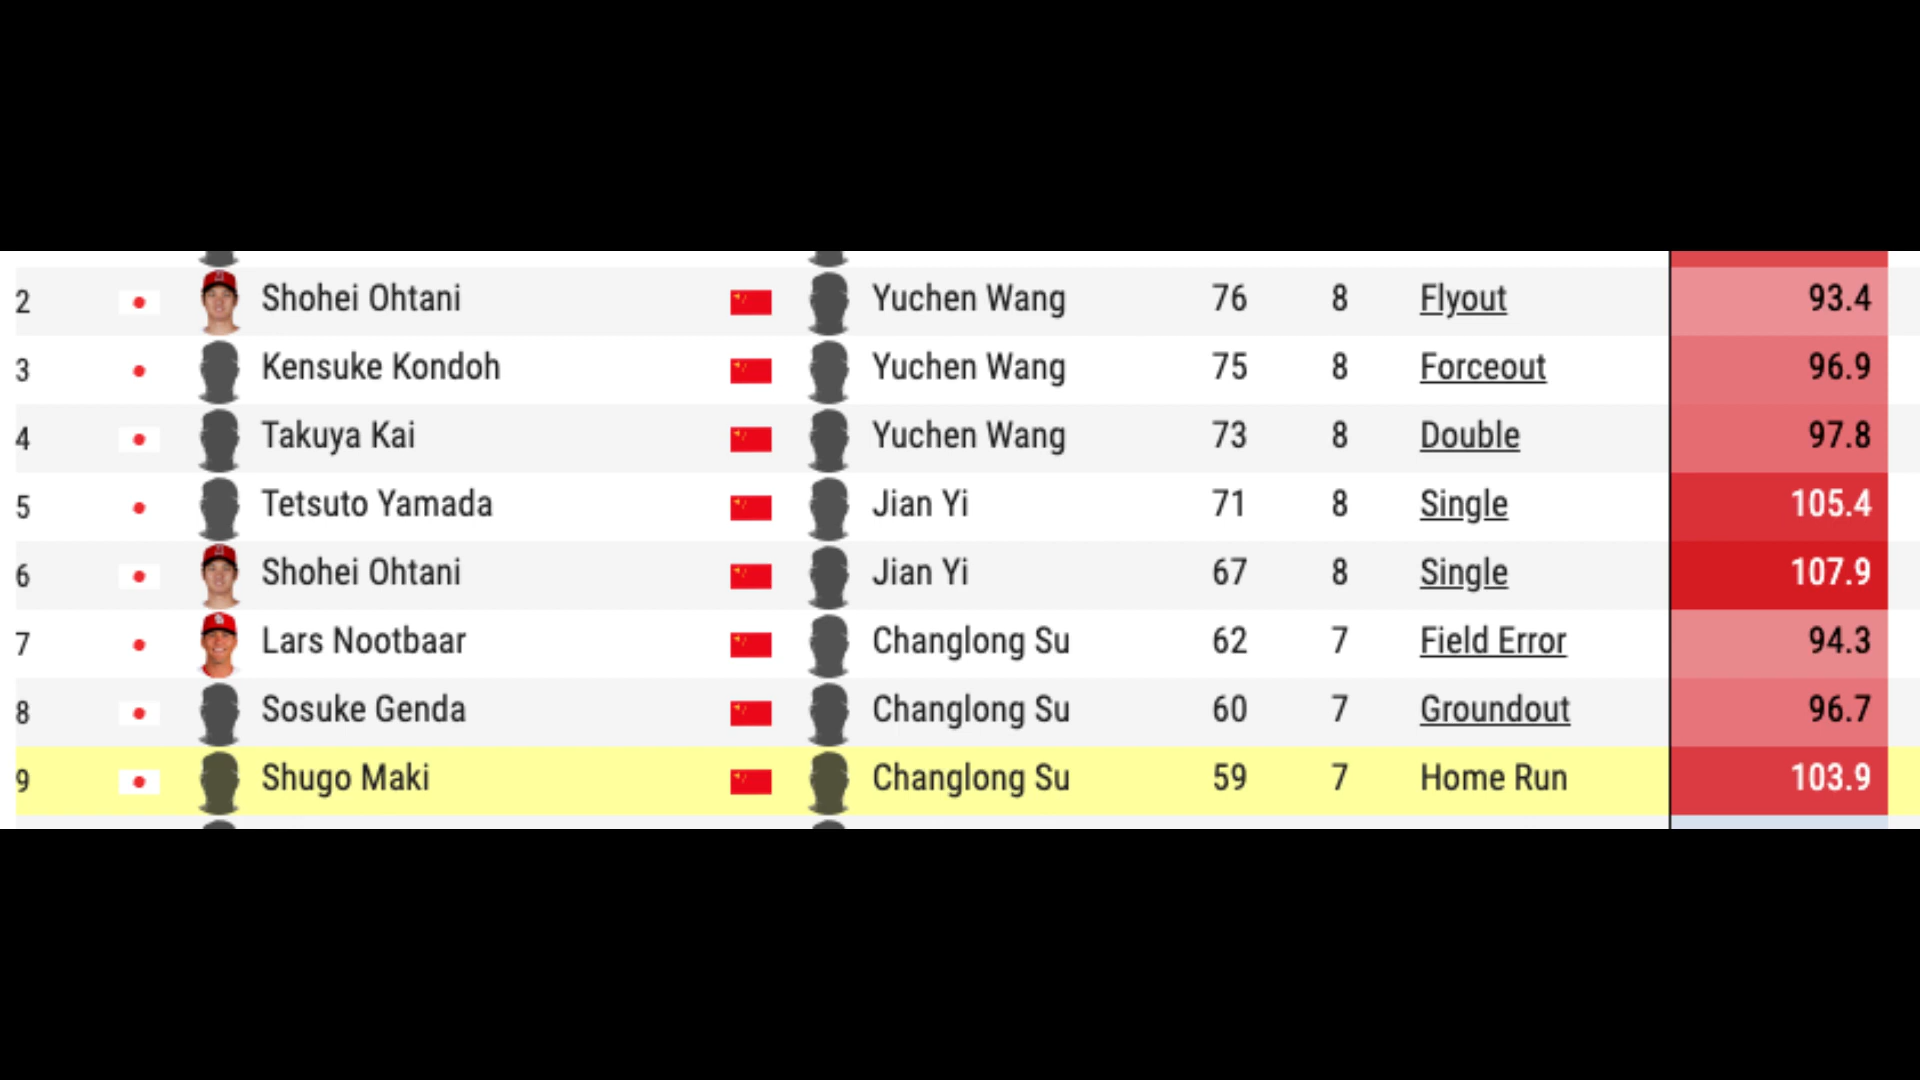 2 Shohei Ohtani Yuchen Wang 76 8 Flyout 93.4
3 Kensuke Kondoh Yuchen Wang 75 8 Forceout 96.9
4 Takuya Kai Yuchen Wang 73 8 Double 97.8
5 Tetsuto Yamada Jian Yi 71 8 Single 105.4
6 Shohei Ohtani Jian Yi 67 8 Single 107.9
7 Lars Nootbaar Changlong Su 62 7 Field Error 94.3
8 Sosuke Genda Changlong Su 60 7 Groundout 96.7
9 Shugo Maki Changlong Su 59 7 Home Run 103.9